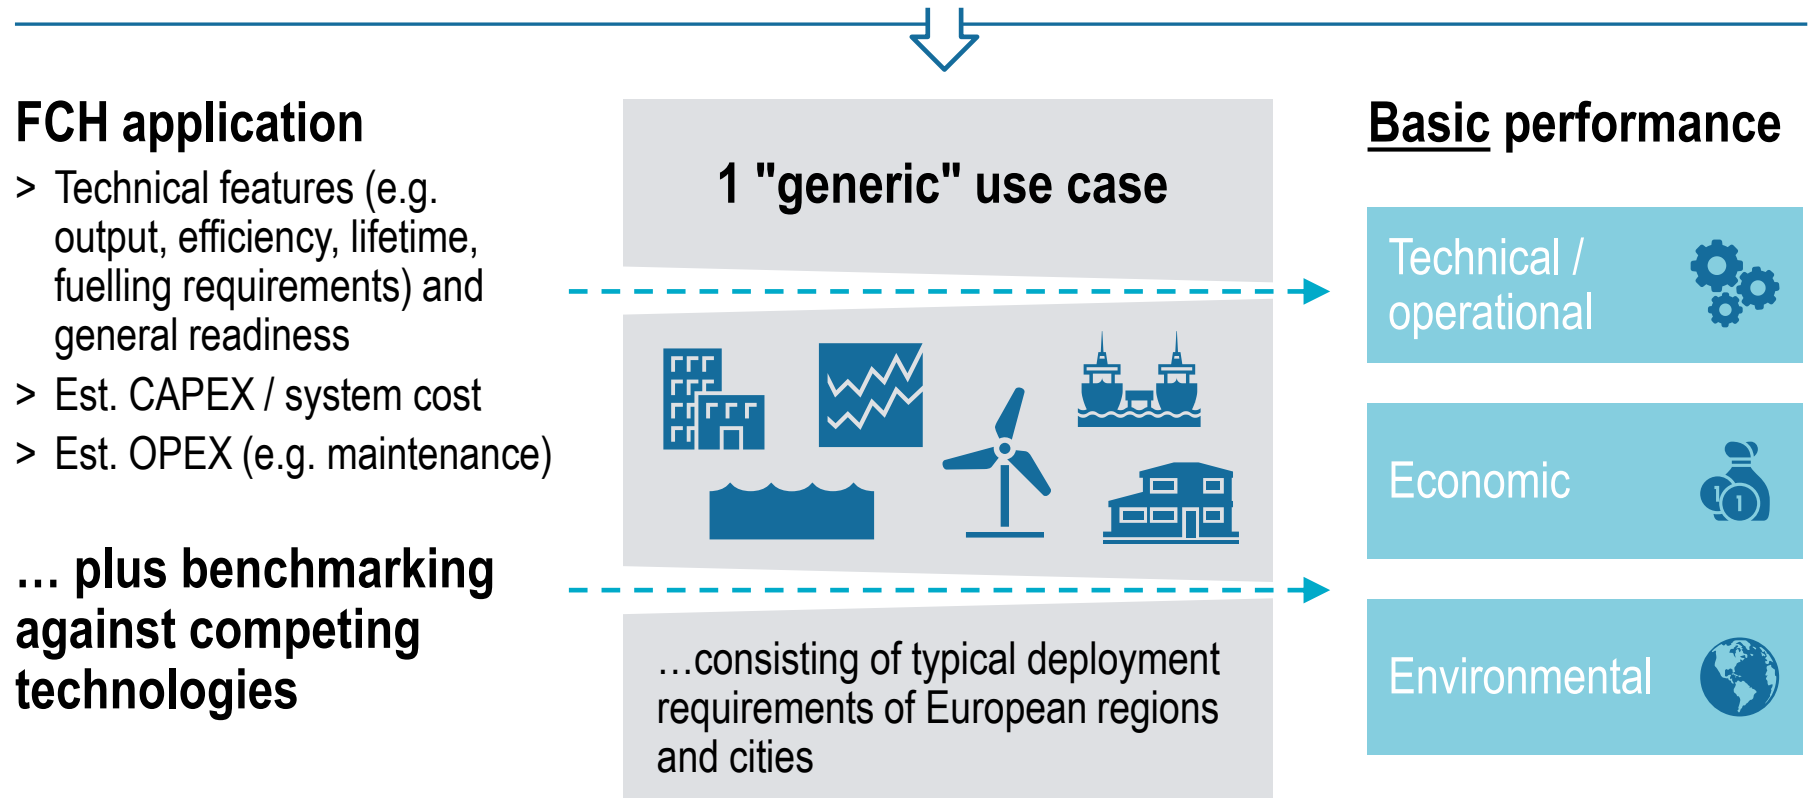 FCH application
> Technical features (e.g.
output, efficiency, lifetime,
fuelling requirements) and
general readiness
> Est. CAPEX / system cost
> Est. OPEX (e.g. maintenance)
… plus benchmarking
against competing
technologies
1 "generic" use case
…consisting of typical deployment
requirements of European regions
and cities
Basic performance
Technical /
operational
Economic
1 1
Environmental